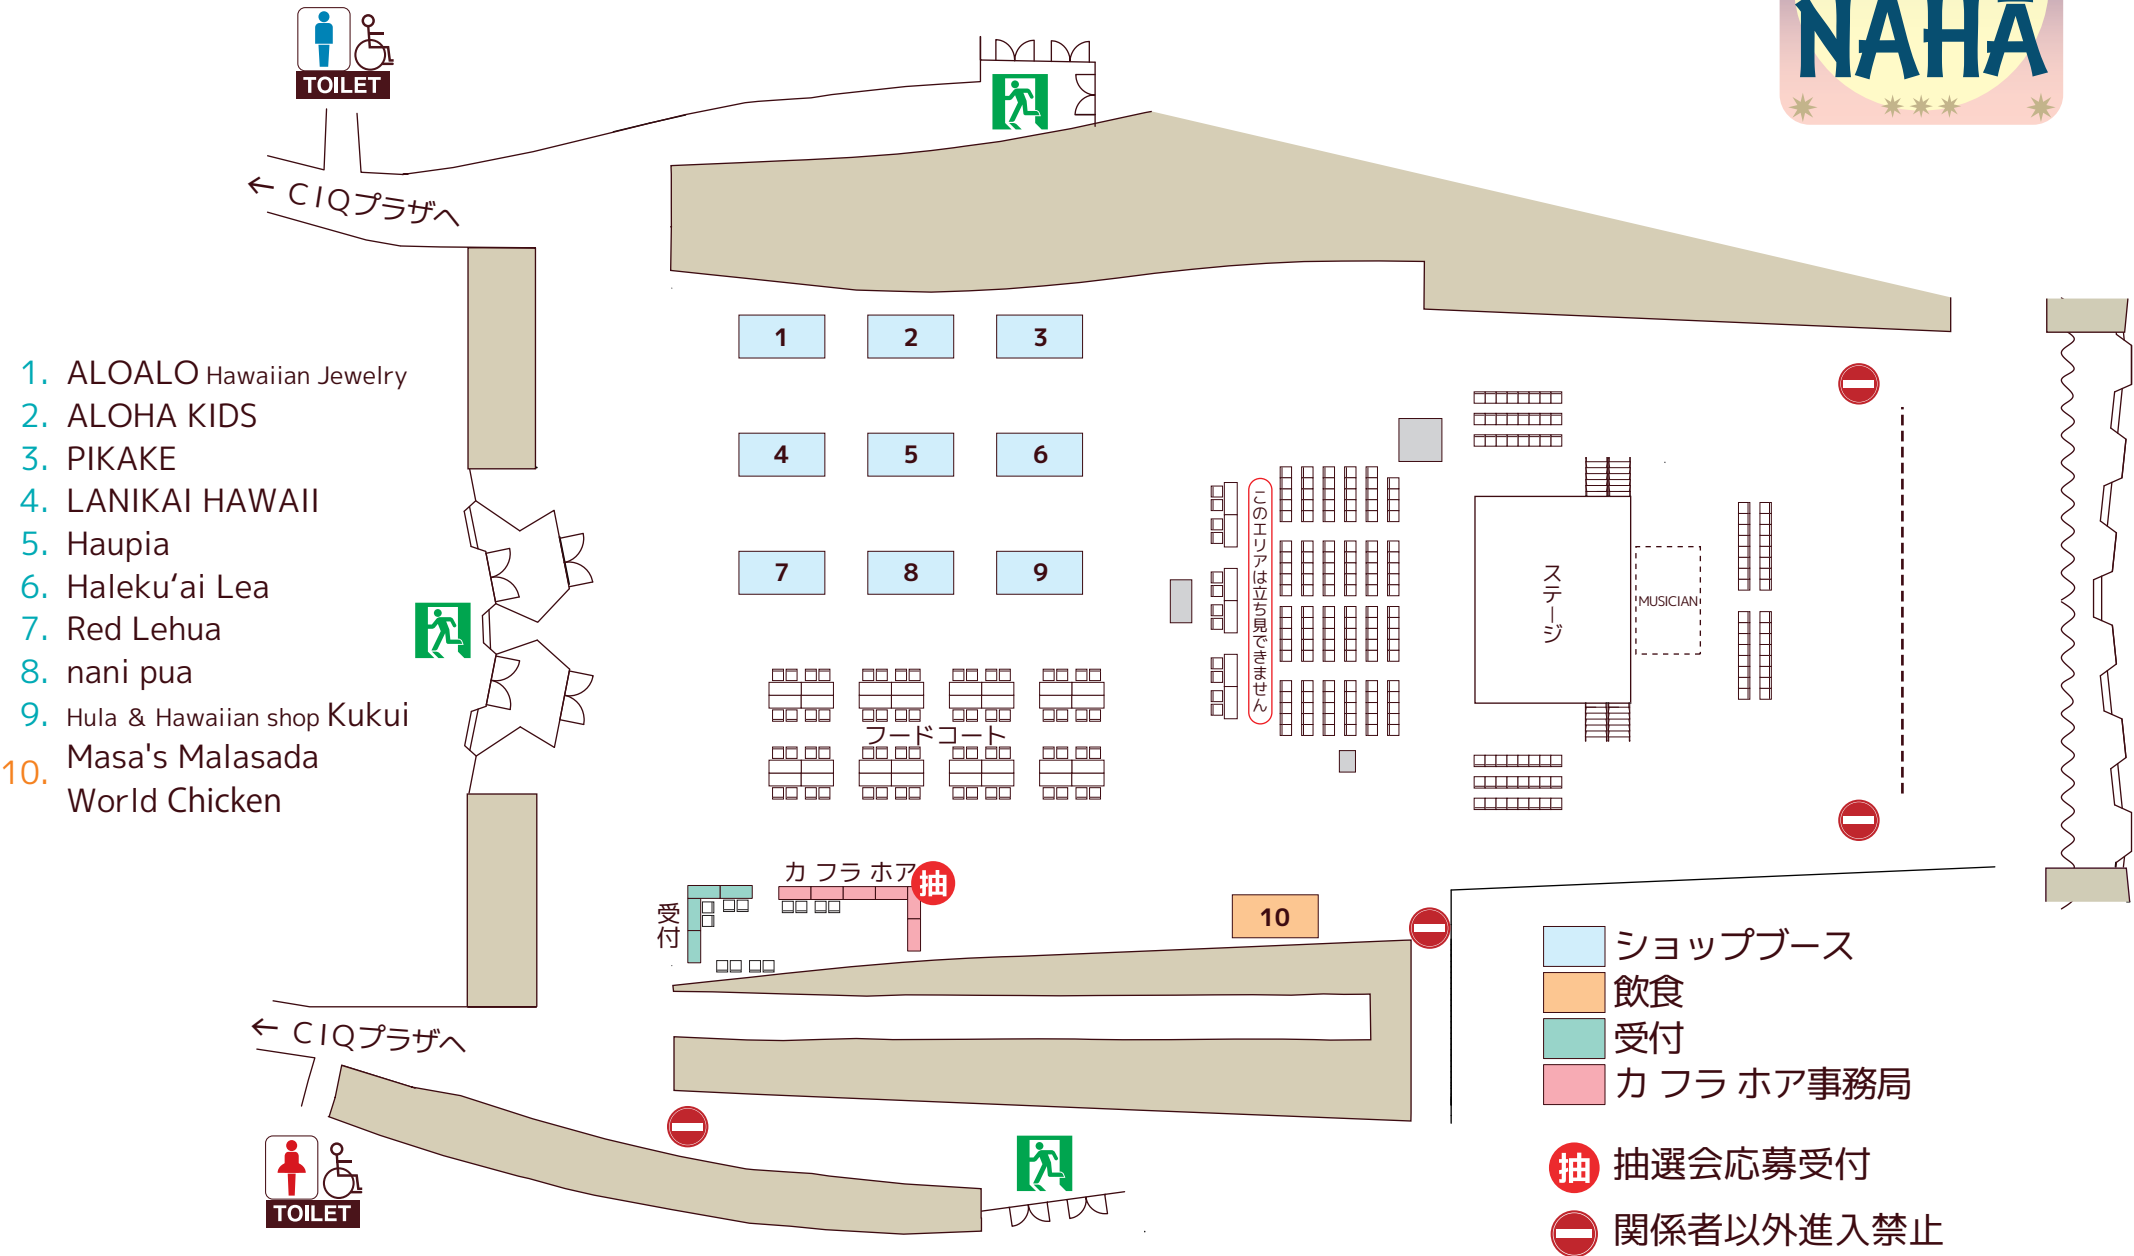 NAHA
TOILET
← CIQプラザへ
1. ALOALO Hawaiian Jewelry
2. ALOHA KIDS
3. PIKAKE
4. LANIKAI HAWAII
5. Haupia
6. Haleku‘ai Lea
7. Red Lehua
8. nani pua
9. Hula & Hawaiian shop Kukui
10. Masa's Malasada
World Chicken
1 2 3
4 5 6
7 8 9
このエリアは立ち見できません
ステージ
MUSICIAN
フードコート
カ フラ ホア
抽
受付
10
← CIQプラザへ
TOILET
ショップブース
飲食
受付
カ フラ ホア事務局
抽 抽選会応募受付
関係者以外進入禁止